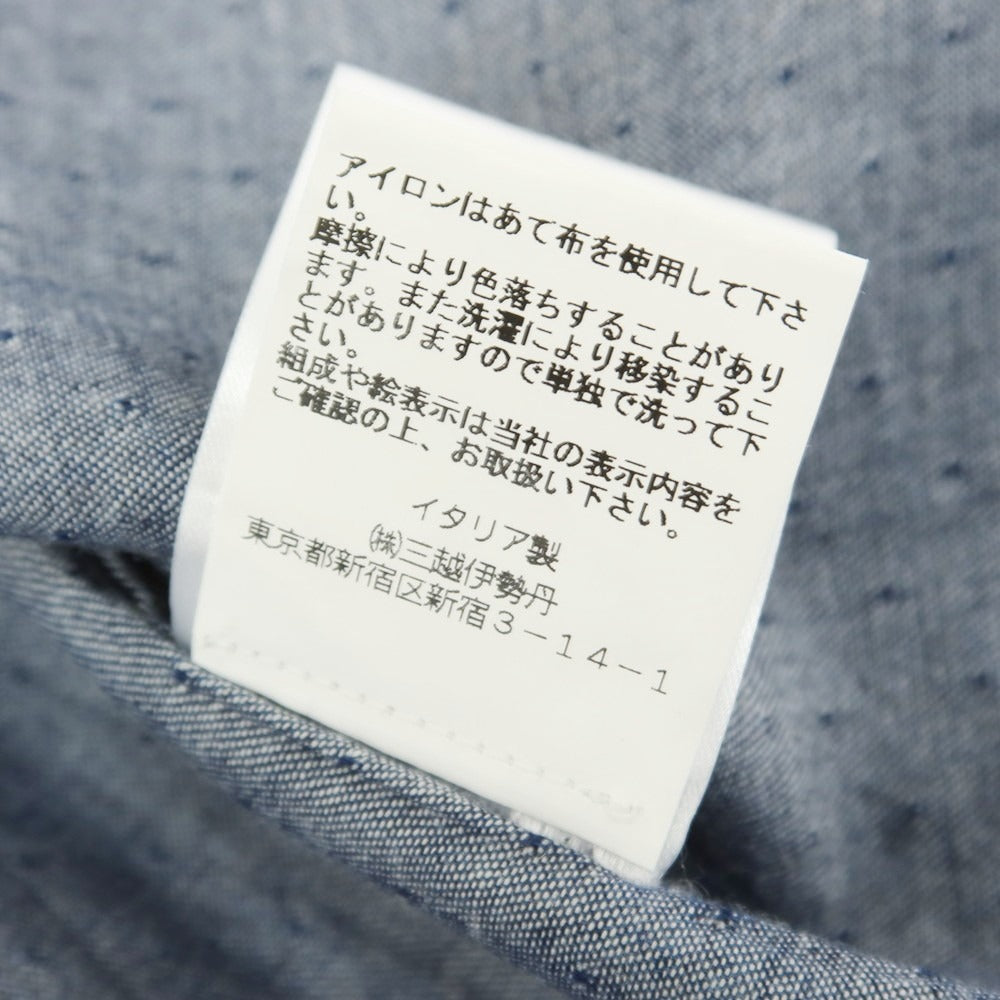 アイロンはあて布を使用して下さ
い。
摩擦により色落ちすることがあり
ます。また洗濯により移染するこ
とがありますので単独で洗って下
さい。
組成や絵表示は当社の表示内容を
ご確認の上、お取扱い下さい。
イタリア製
㈱三越伊勢丹
東京都新宿区新宿３－１４－１